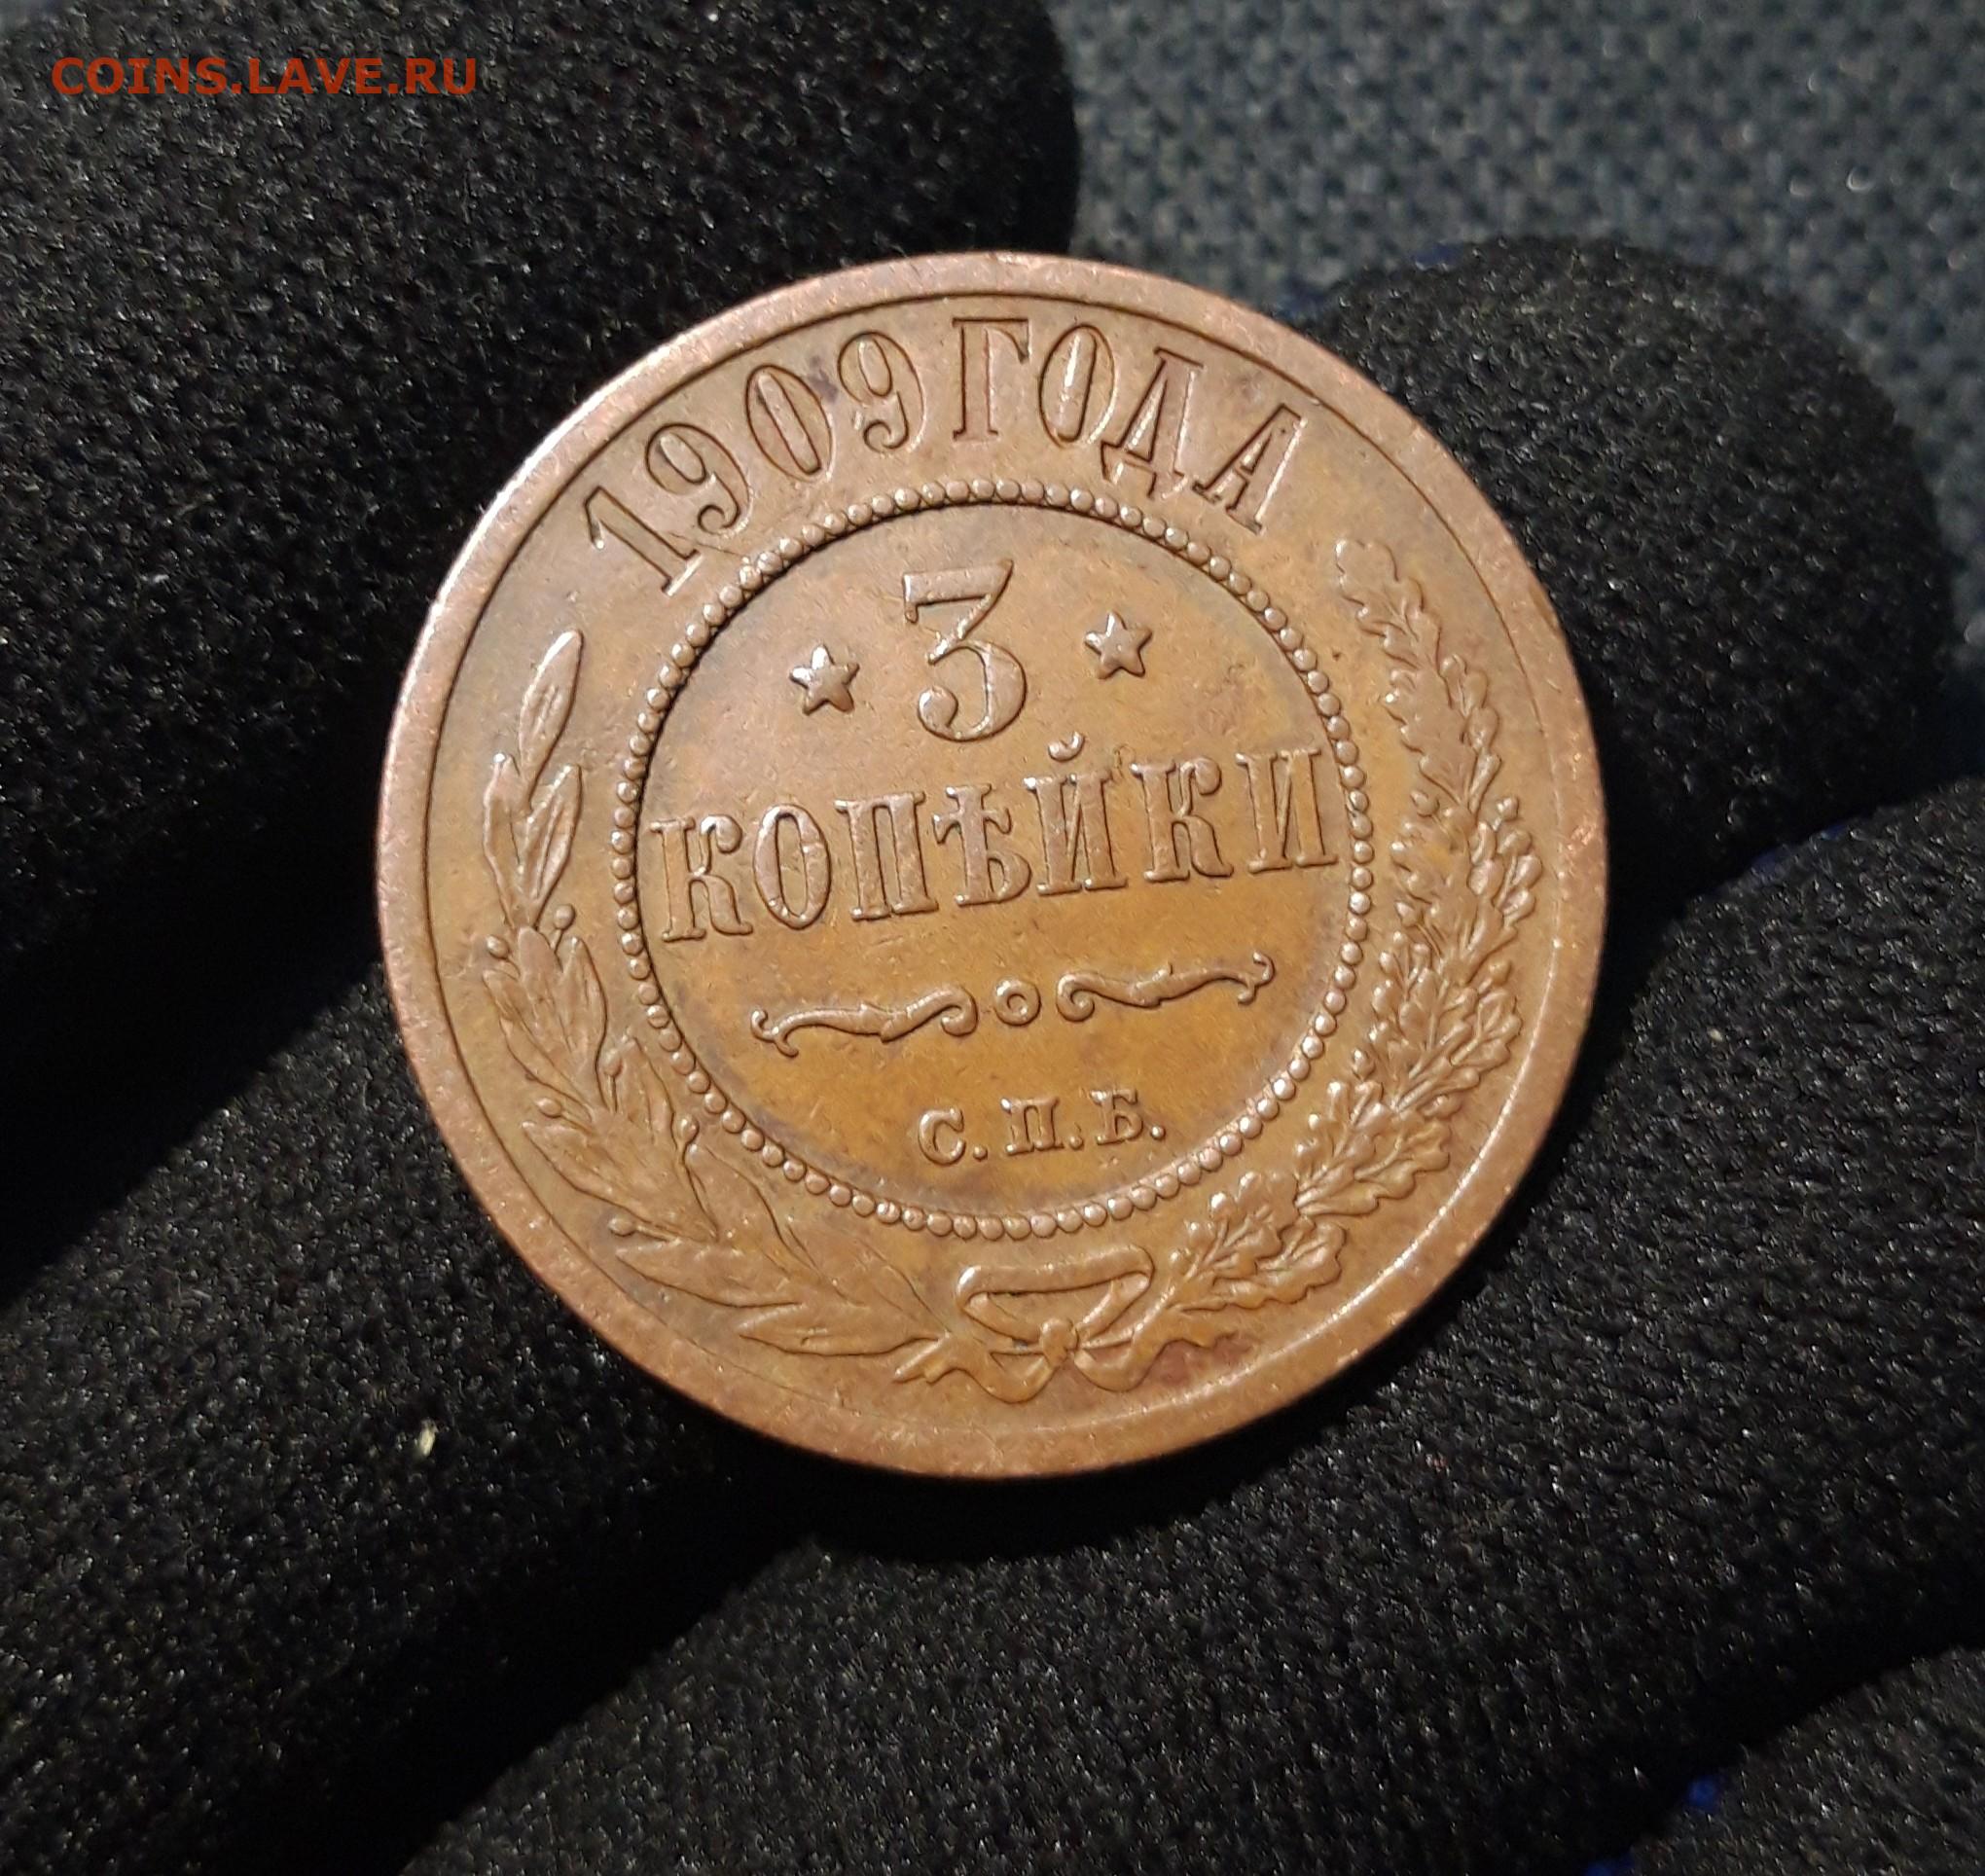 COINS.LAVE.RU
1909 ГОДА
3
КОПѢЙКИ
С.П.Б.